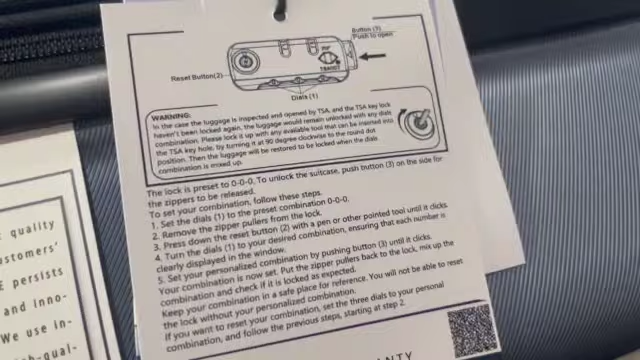 Button (3)
Push to open
Reset Button(2)
TRANSIT
Dials (1)
WARNING:
In the case the luggage is inspected and opened by TSA, and the TSA key lock
haven't been locked again, the luggage would remain unlocked with any dials
combination. Please lock it up with any available tool that can be inserted into
the TSA key hole, by turning it at 90 degree clockwise to the round dot
position. Then the luggage will be restored to be locked when the dials
combination is mixed up.
The lock is preset to 0-0-0. To unlock the suitcase, push button (3) on the side for
the zippers to be released.
To set your combination, follow these steps.
1. Set the dials (1) to the preset combination 0-0-0.
2. Remove the zipper pullers from the lock.
3. Press down the reset button (2) with a pen or other pointed tool until it clicks.
4. Turn the dials (1) to your desired combination, ensuring that each number is
clearly displayed in the window.
5. Set your personalized combination by pushing button (3) until it clicks.
Your combination is now set. Put the zipper pullers back to the lock, mix up the
combination and check if it is locked as expected.
Keep your combination in a safe place for reference. You will not be able to reset
the lock without your personalized combination.
If you want to reset your combination, set the three dials to your personal
combination, and follow the previous steps, starting at step 2.
quality
ustomers'
E persists
and inno-
We use in-
h-qual-
ANTY